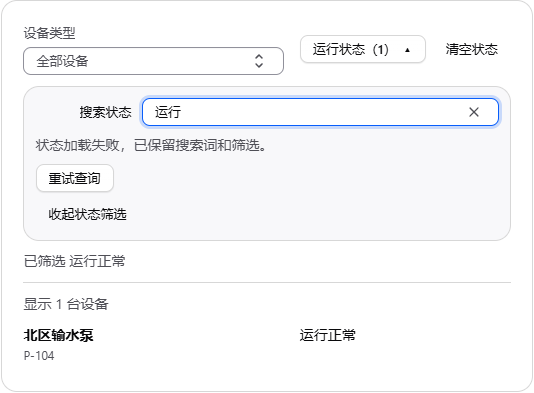 设备类型
全部设备
运行状态（1） ▲
清空状态
搜索状态
运行
状态加载失败，已保留搜索词和筛选。
重试查询
收起状态筛选
已筛选 运行正常
显示 1 台设备
北区输水泵
运行正常
P-104